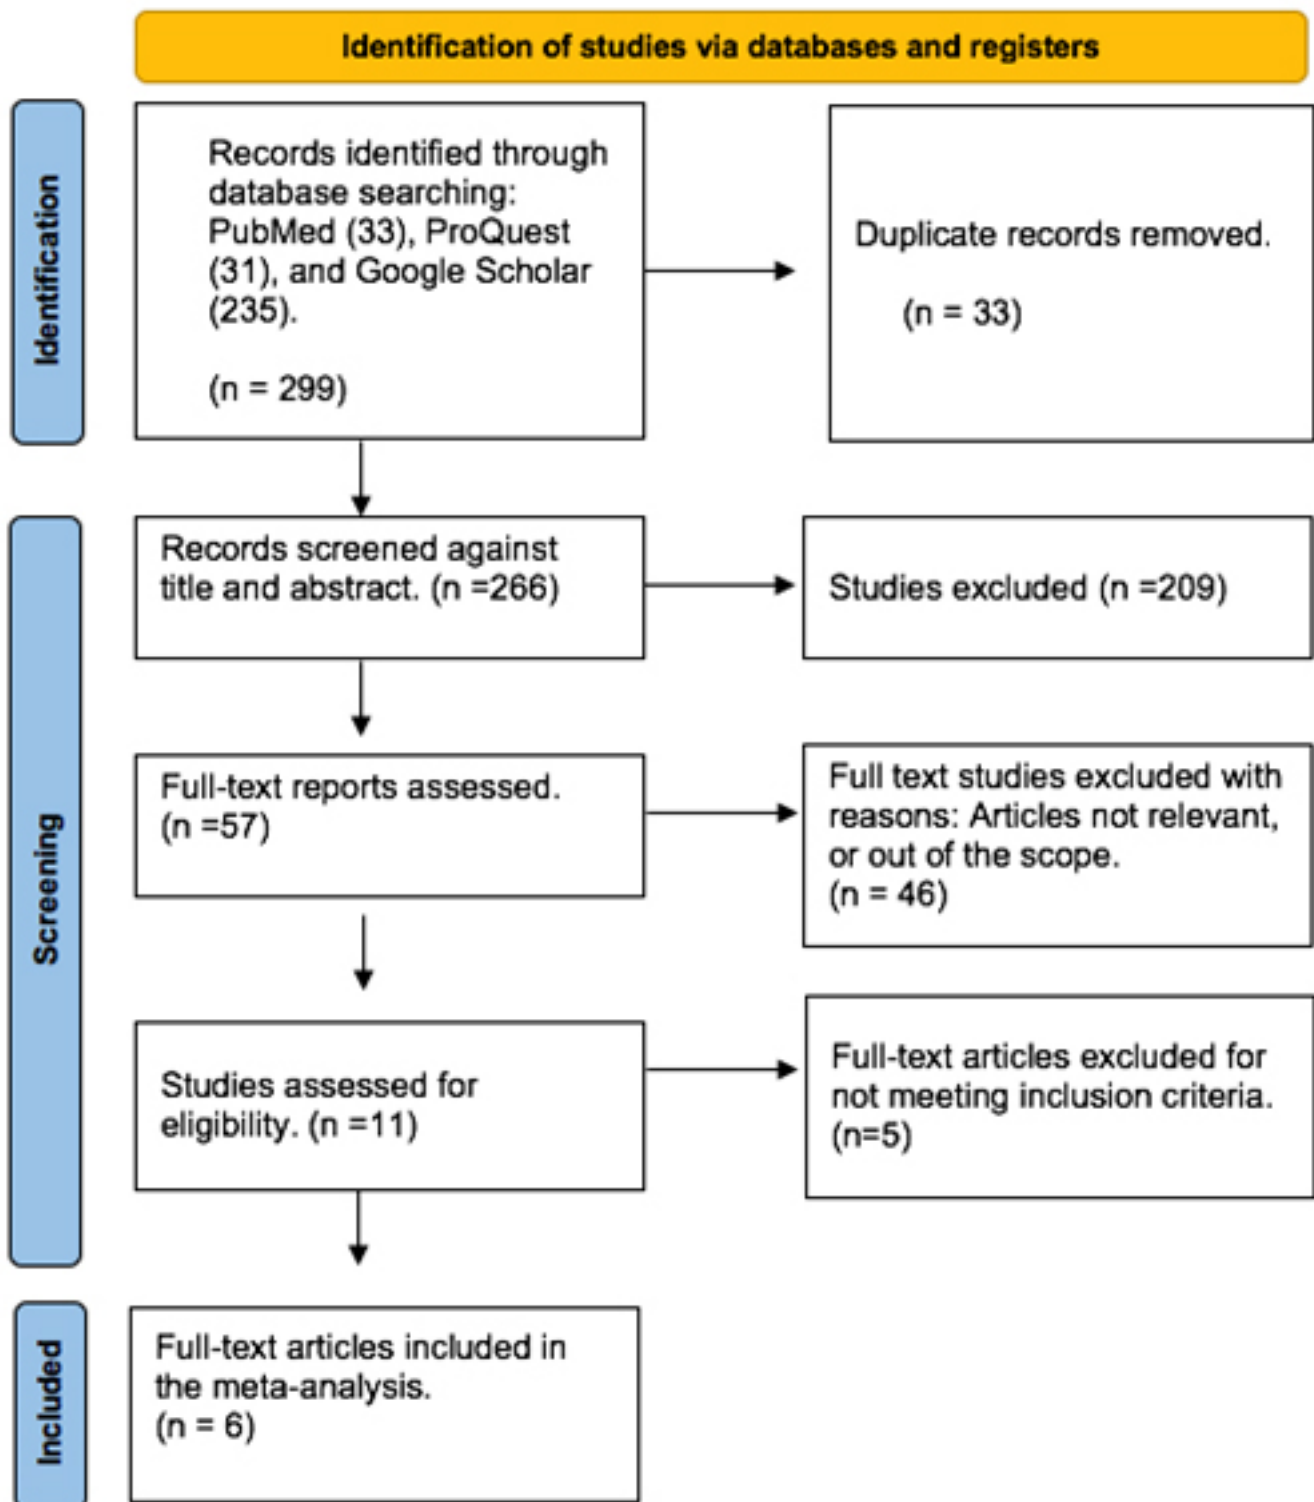 Identification of studies via databases and registers
Identification
Records identified through
database searching:
PubMed (33), ProQuest
(31), and Google Scholar
(235).
(n = 299)
Duplicate records removed.
(n = 33)
Screening
Records screened against
title and abstract. (n =266)
Studies excluded (n =209)
Full-text reports assessed.
(n =57)
Full text studies excluded with
reasons: Articles not relevant,
or out of the scope.
(n = 46)
Studies assessed for
eligibility. (n =11)
Full-text articles excluded for
not meeting inclusion criteria.
(n=5)
Included
Full-text articles included in
the meta-analysis.
(n = 6)